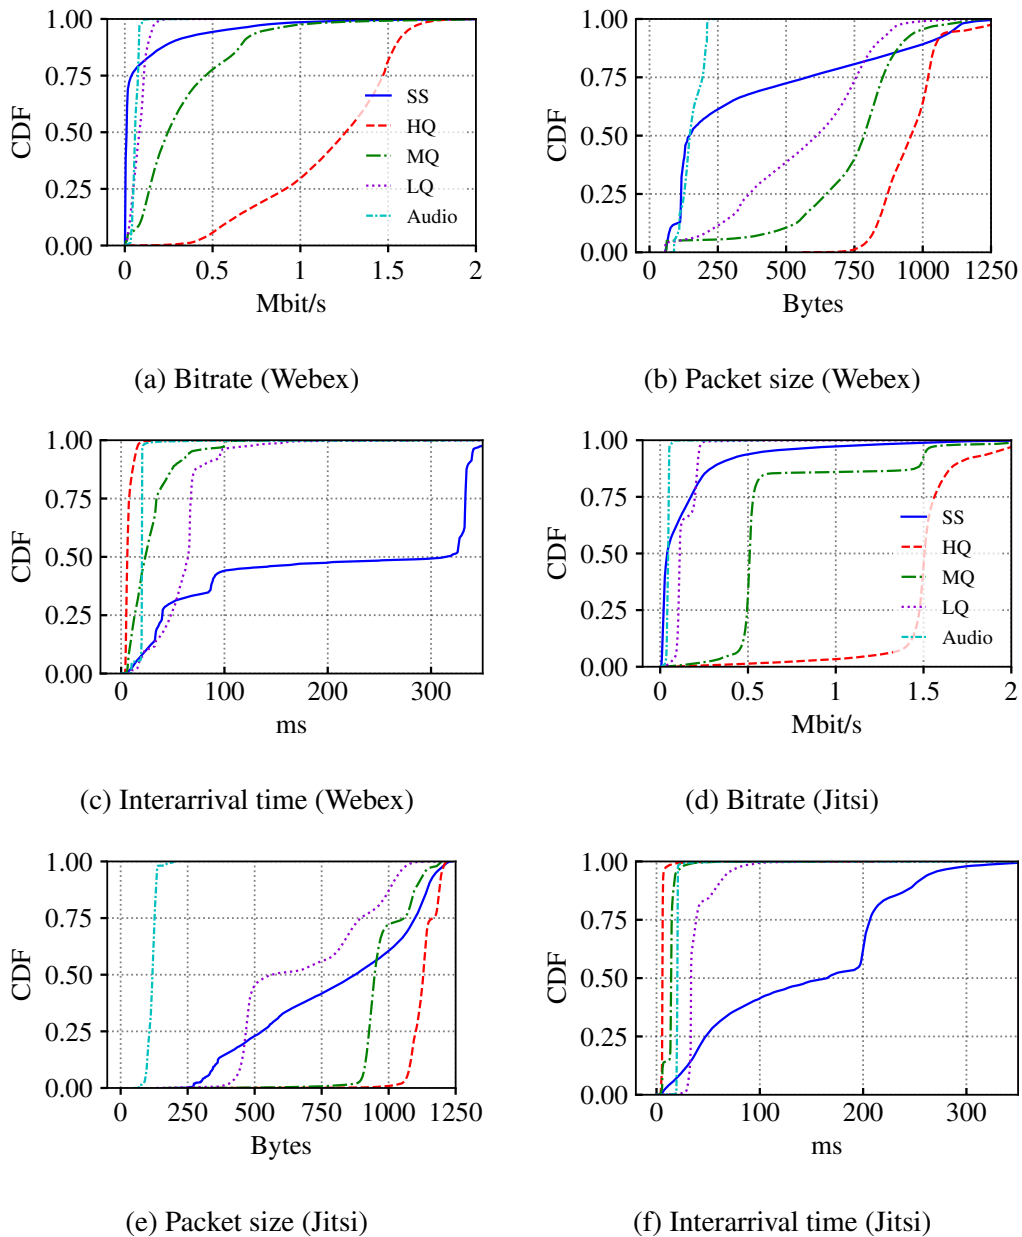 1.00
0.75
0.50
0.25
0.00
CDF
0
0.5
1
1.5
2
Mbit/s
SS
HQ
MQ
LQ
Audio
(a) Bitrate (Webex)
1.00
0.75
0.50
0.25
0.00
CDF
0
250
500
750
1000
1250
Bytes
(b) Packet size (Webex)
1.00
0.75
0.50
0.25
0.00
CDF
0
100
200
300
ms
(c) Interarrival time (Webex)
1.00
0.75
0.50
0.25
0.00
CDF
0
0.5
1
1.5
2
Mbit/s
SS
HQ
MQ
LQ
Audio
(d) Bitrate (Jitsi)
1.00
0.75
0.50
0.25
0.00
CDF
0
250
500
750
1000
1250
Bytes
(e) Packet size (Jitsi)
1.00
0.75
0.50
0.25
0.00
CDF
0
100
200
300
ms
(f) Interarrival time (Jitsi)